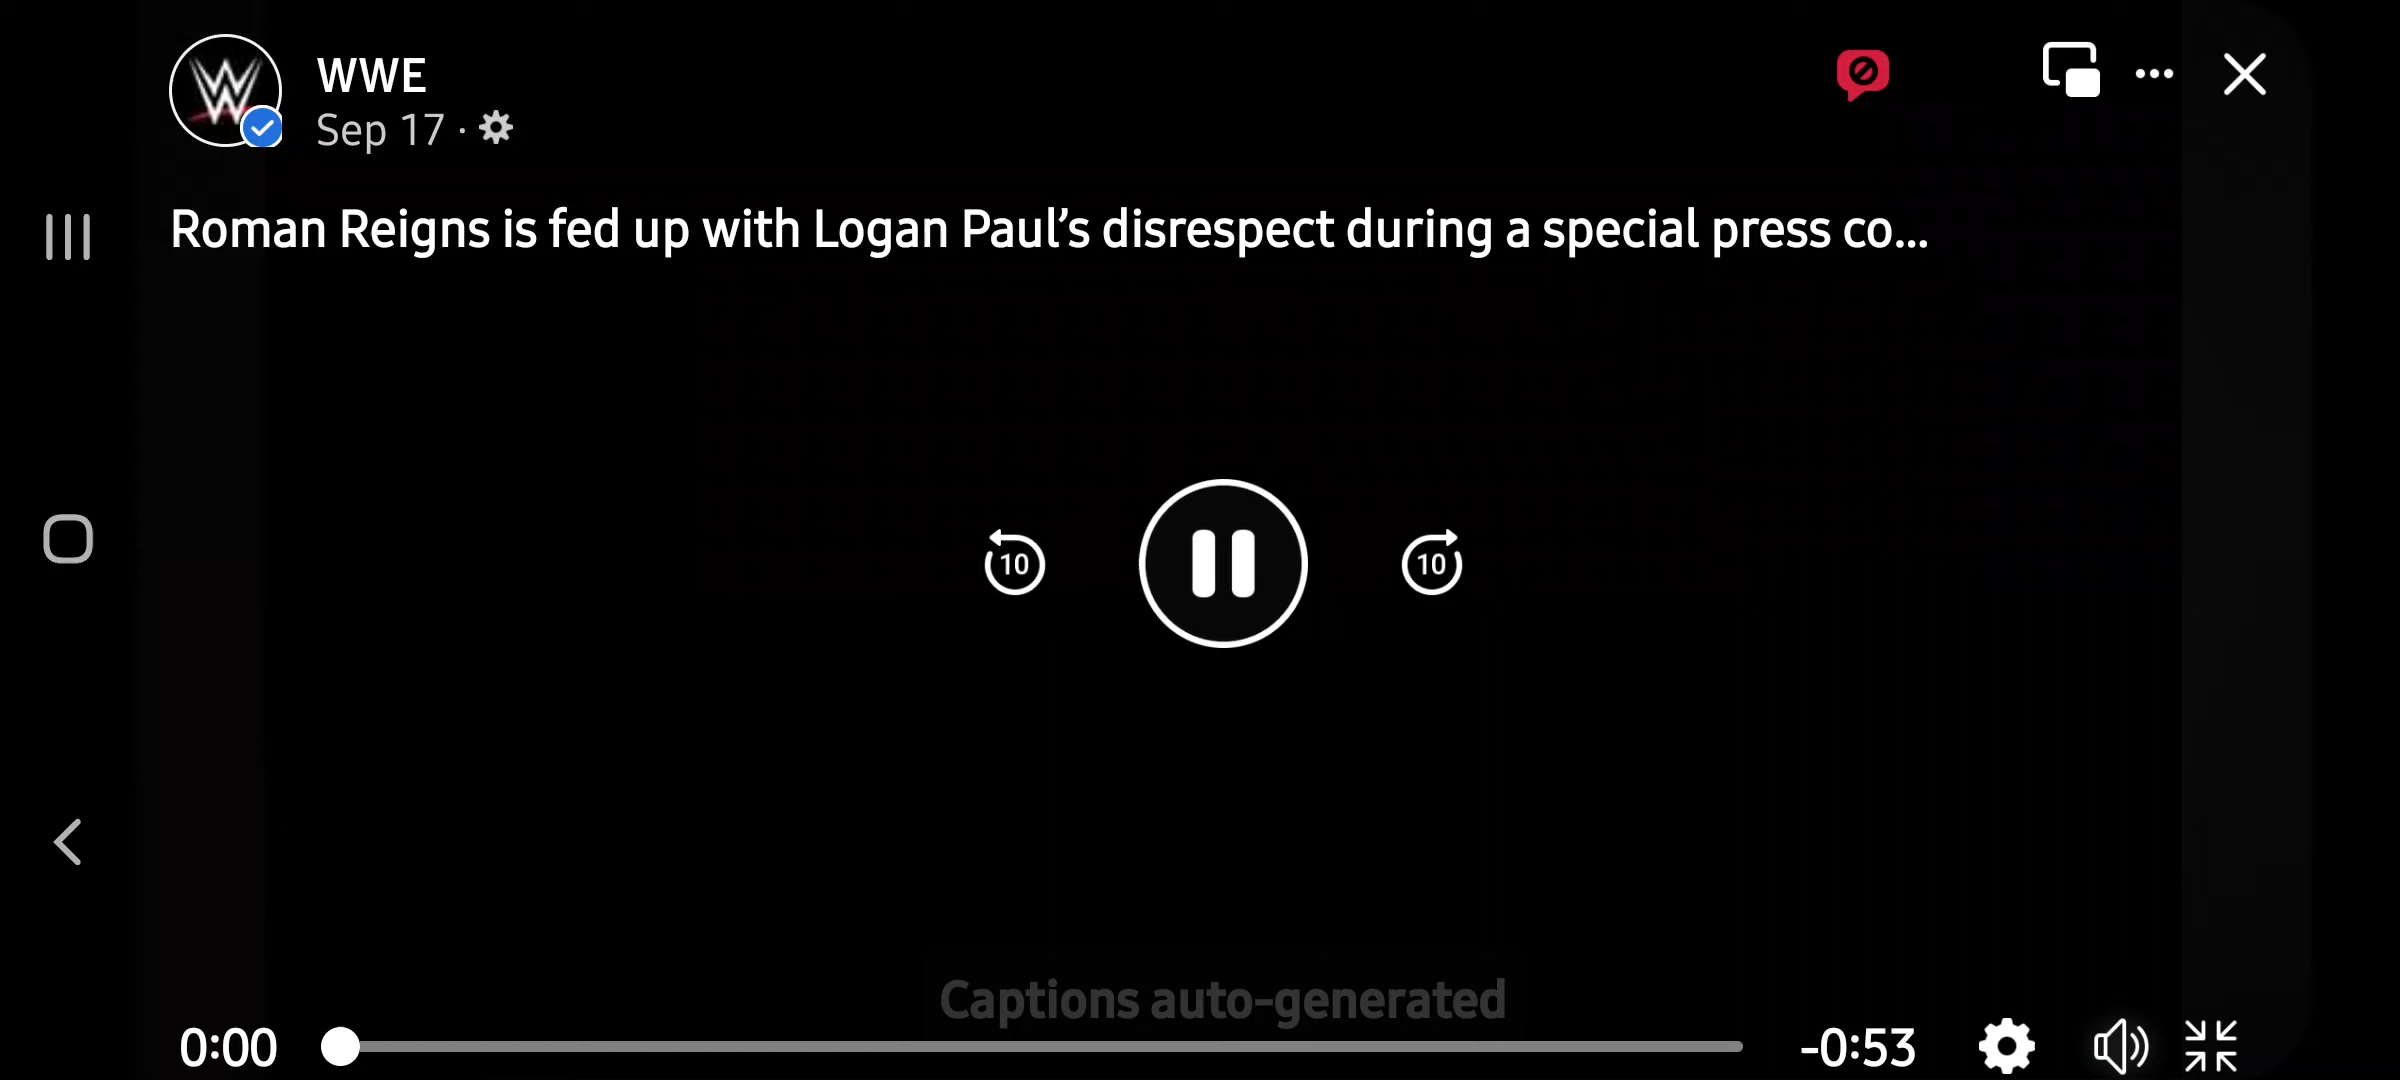 WWE
Sep 17 ·
Roman Reigns is fed up with Logan Paul’s disrespect during a special press co...
10
10
Captions auto-generated
0:00
-0:53